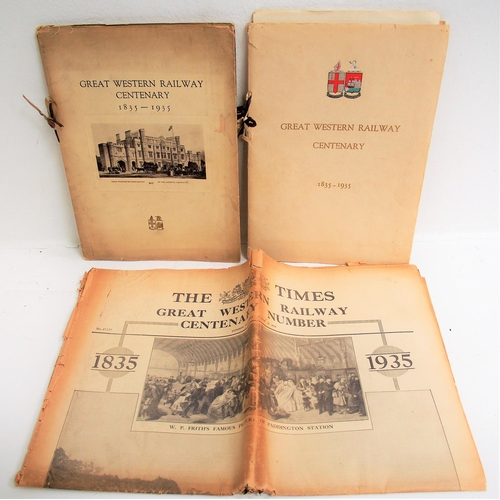 GREAT WESTERN RAILWAY
CENTENARY
1835 — 1935
GREAT WESTERN RAILWAY
CENTENARY
1835 - 1935
THE TIMES
GREAT WESTERN RAILWAY
CENTENARY NUMBER
1835
1935
W. P. FRITH'S FAMOUS OF PADDINGTON STATION